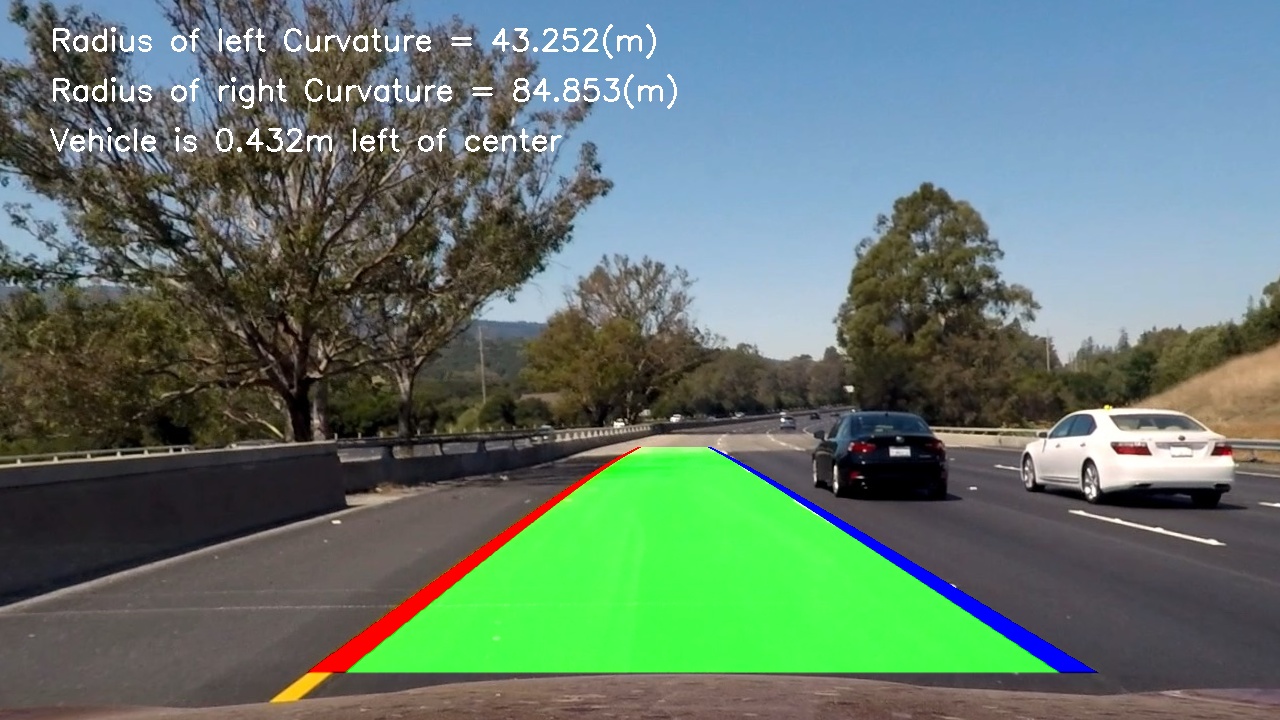 Radius of left Curvature = 43.252(m)
Radius of right Curvature = 84.853(m)
Vehicle is 0.432m left of center